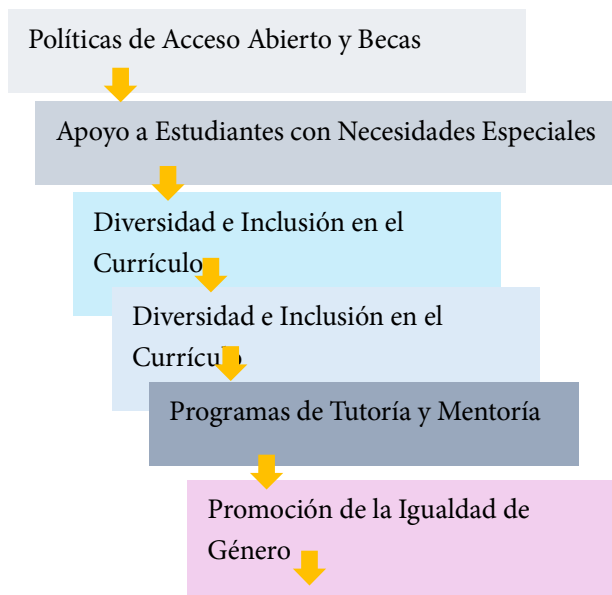 Políticas de Acceso Abierto y Becas
Apoyo a Estudiantes con Necesidades Especiales
Diversidad e Inclusión en el
Currículo
Diversidad e Inclusión en el
Currículo
Programas de Tutoría y Mentoría
Promoción de la Igualdad de
Género